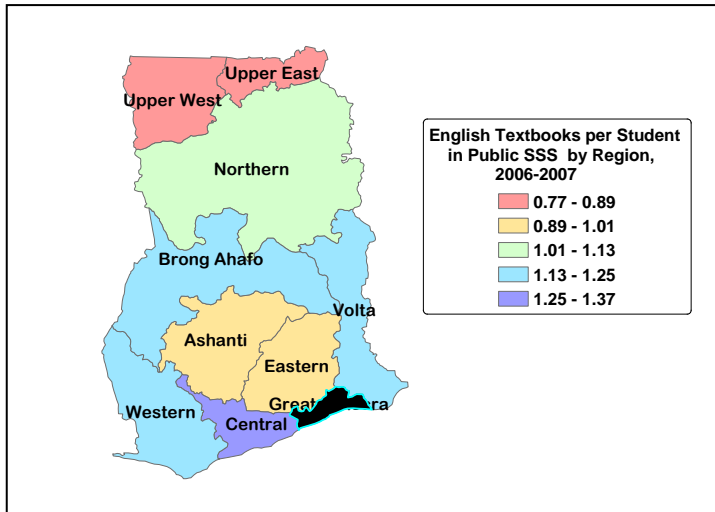 Upper East
Upper West
Northern
Brong Ahafo
Volta
Ashanti
Eastern
Western
Central
English Textbooks per Student
in Public SSS by Region,
2006-2007
0.77 - 0.89
0.89 - 1.01
1.01 - 1.13
1.13 - 1.25
1.25 - 1.37